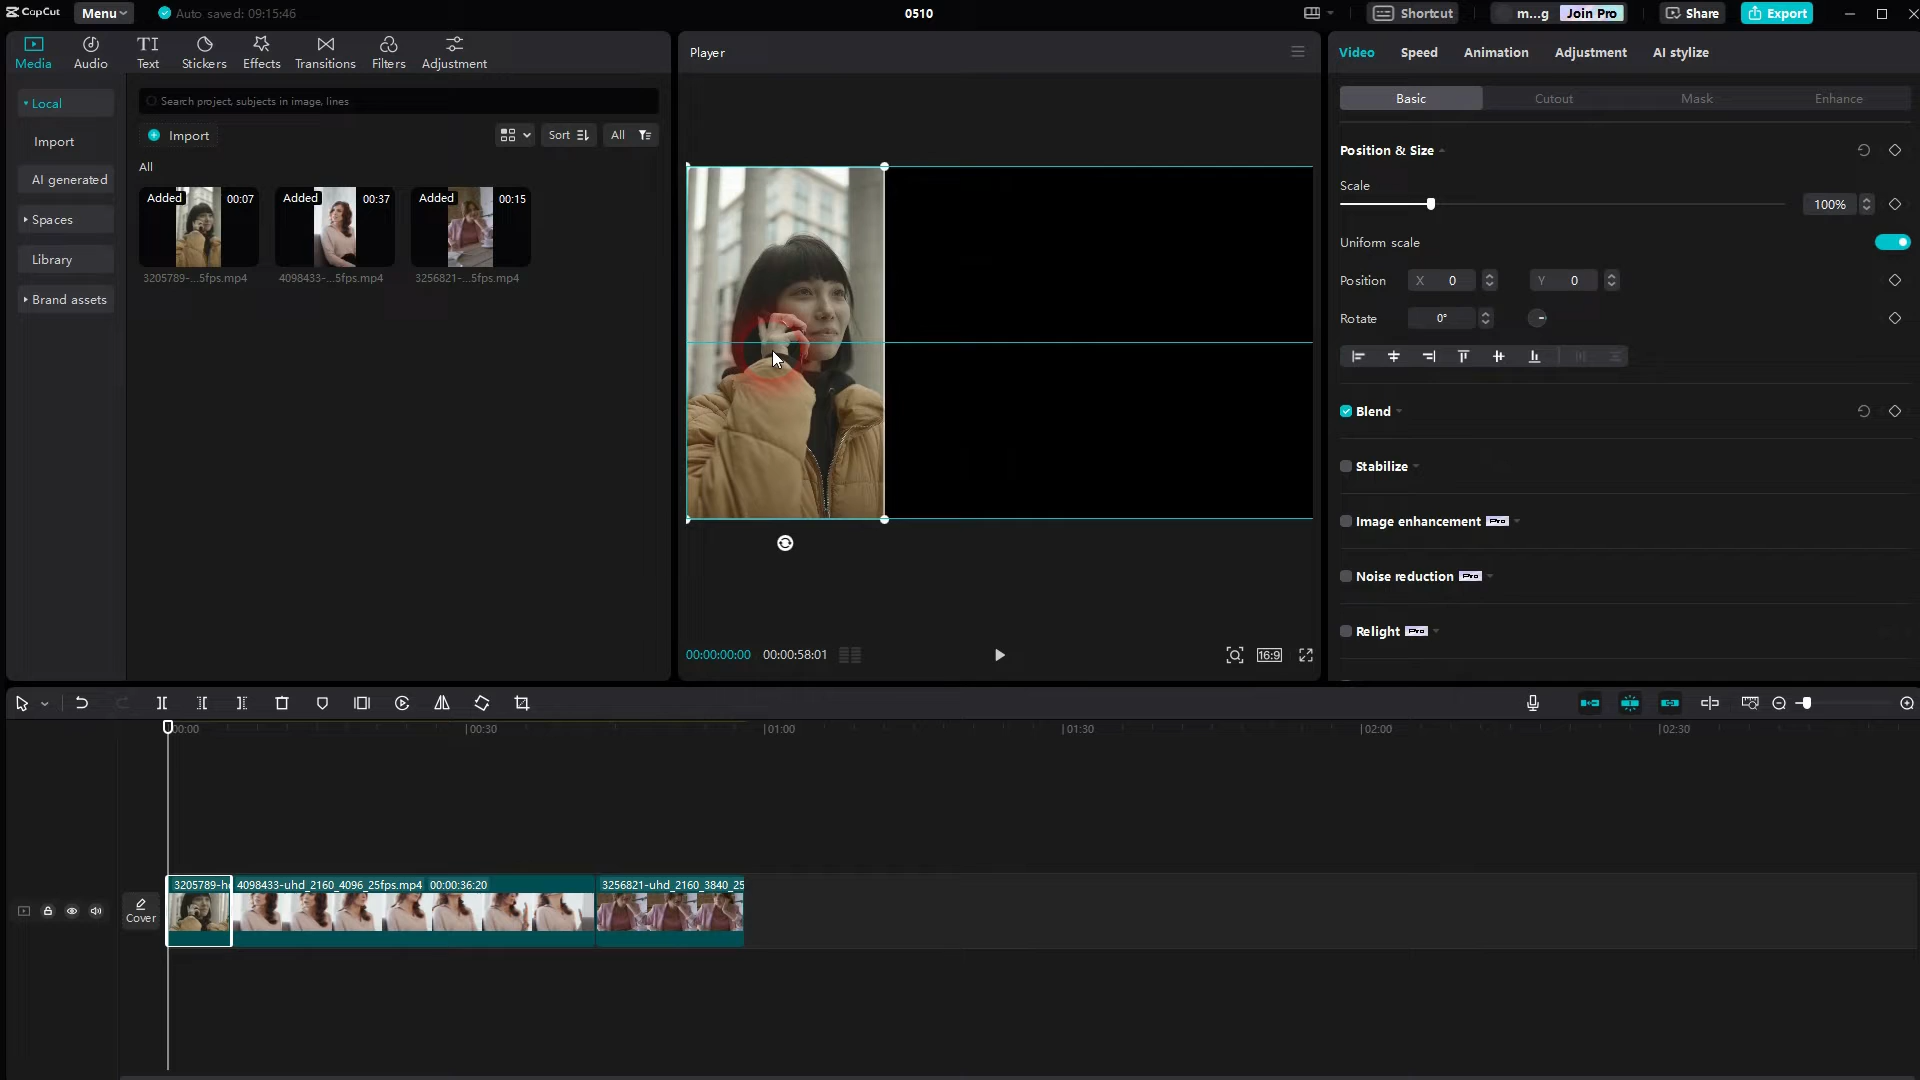 CapCut
Menu
Auto saved: 09:15:46
0510
Shortcut
m...g
Join Pro
Share
Export
Media
Audio
Text
Stickers
Effects
Transitions
Filters
Adjustment
Local
Import
AI generated
Spaces
Library
Brand assets
Search project, subjects in image, lines
Import
Sort
All
All
Added 00:07
Added 00:37
Added 00:15
3205789-...5fps.mp4
4098433-...5fps.mp4
3256821-...5fps.mp4
Player
00:00:00:00 00:00:58:01
16:9
Video
Speed
Animation
Adjustment
AI stylize
Basic
Cutout
Mask
Enhance
Position & Size
Scale
100%
Uniform scale
Position X 0 Y 0
Rotate 0°
Blend
Stabilize
Image enhancement Pro
Noise reduction Pro
Relight Pro
00:00
00:30
01:00
01:30
02:00
02:30
Cover
3205789-h
4098433-uhd_2160_4096_25fps.mp4 00:00:36:20
3256821-uhd_2160_3840_25